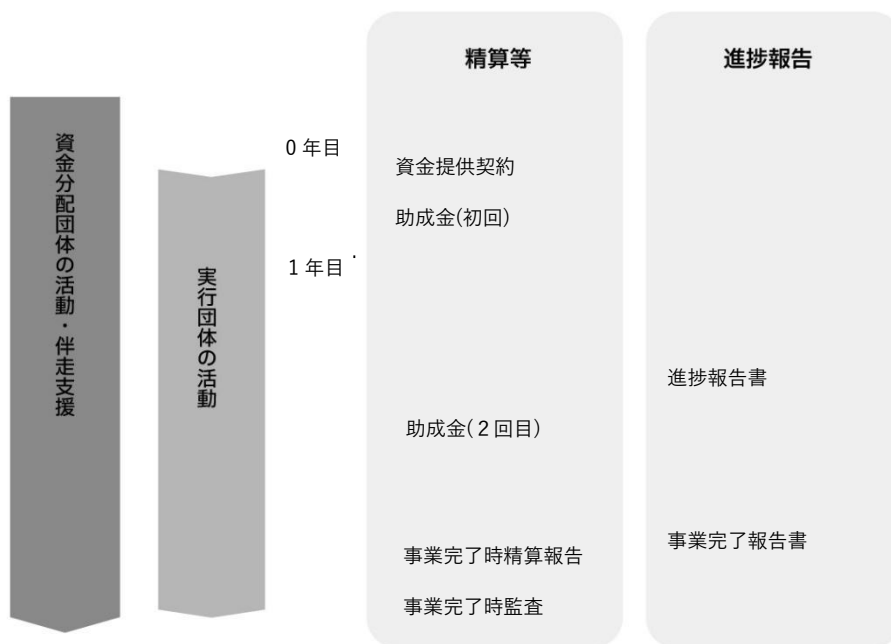 資金分配団体の活動・伴走支援
実行団体の活動
0 年目
1 年目
精算等
資金提供契約
助成金(初回)
助成金(２回目)
事業完了時精算報告
事業完了時監査
進捗報告
進捗報告書
事業完了報告書